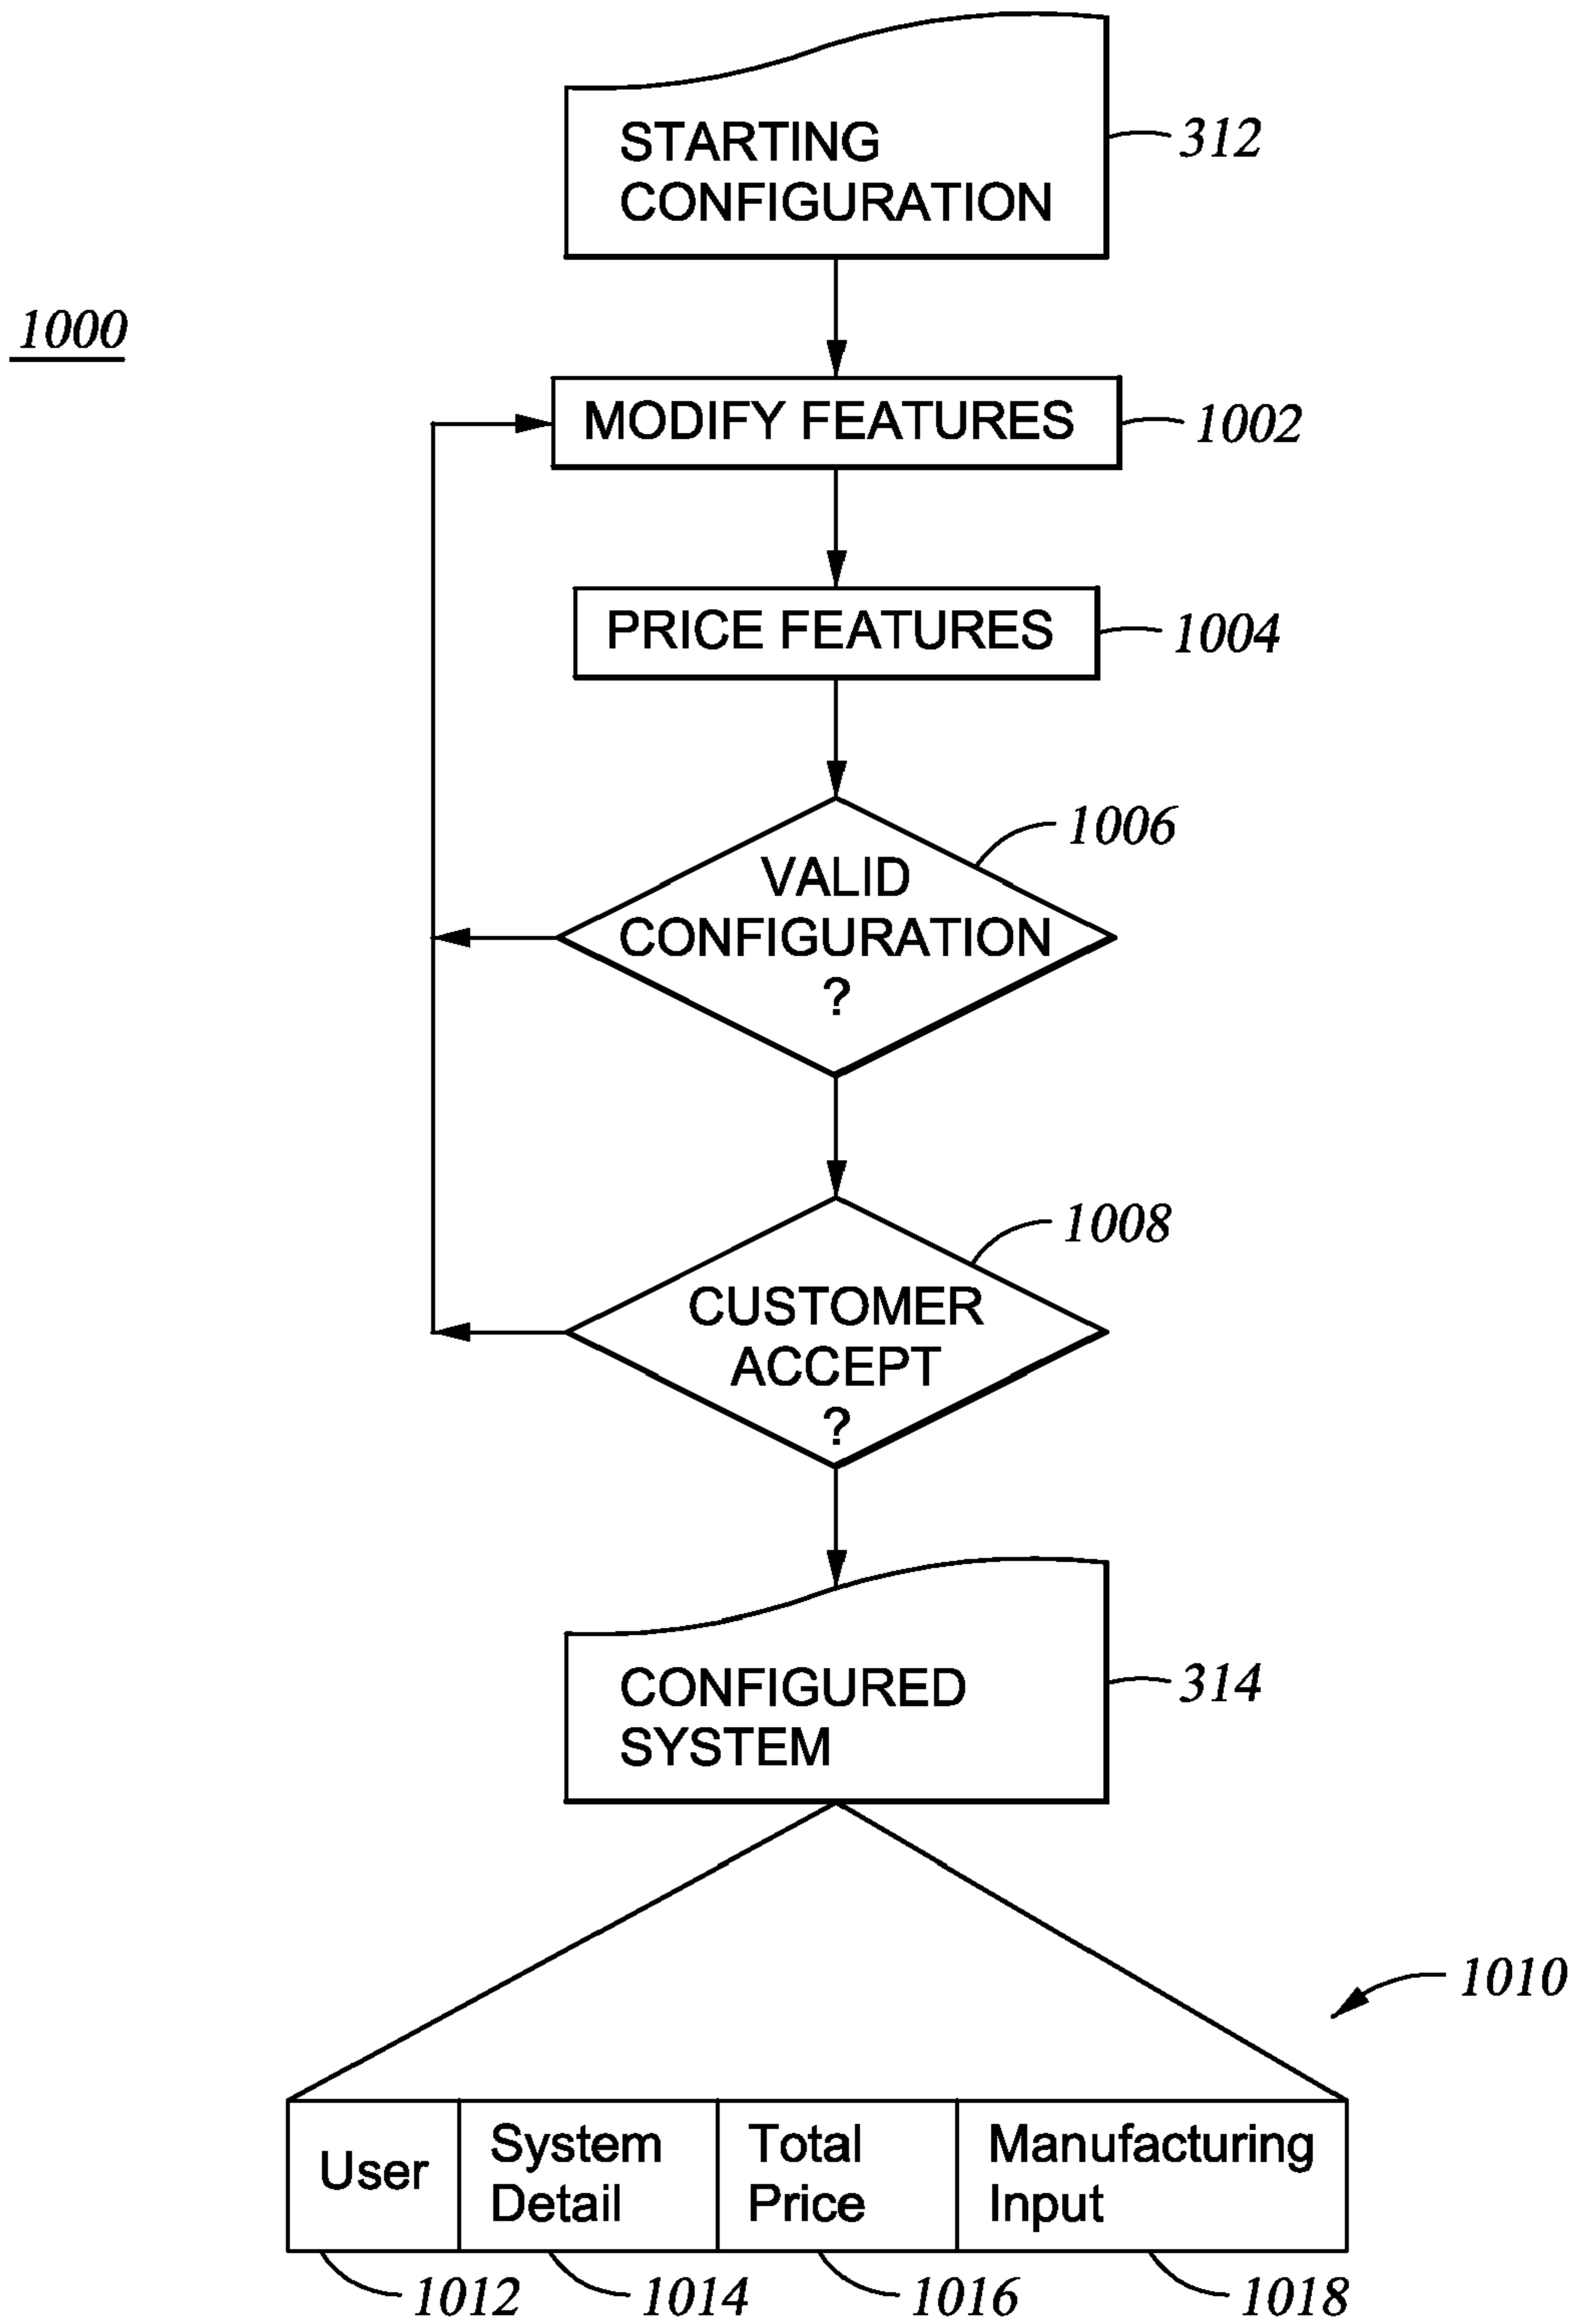 STARTING
CONFIGURATION
312
1000
MODIFY FEATURES
1002
PRICE FEATURES
1004
1006
VALID
CONFIGURATION
?
1008
CUSTOMER
ACCEPT
?
CONFIGURED
SYSTEM
314
1010
User
System
Detail
Total
Price
Manufacturing
Input
1012
1014
1016
1018